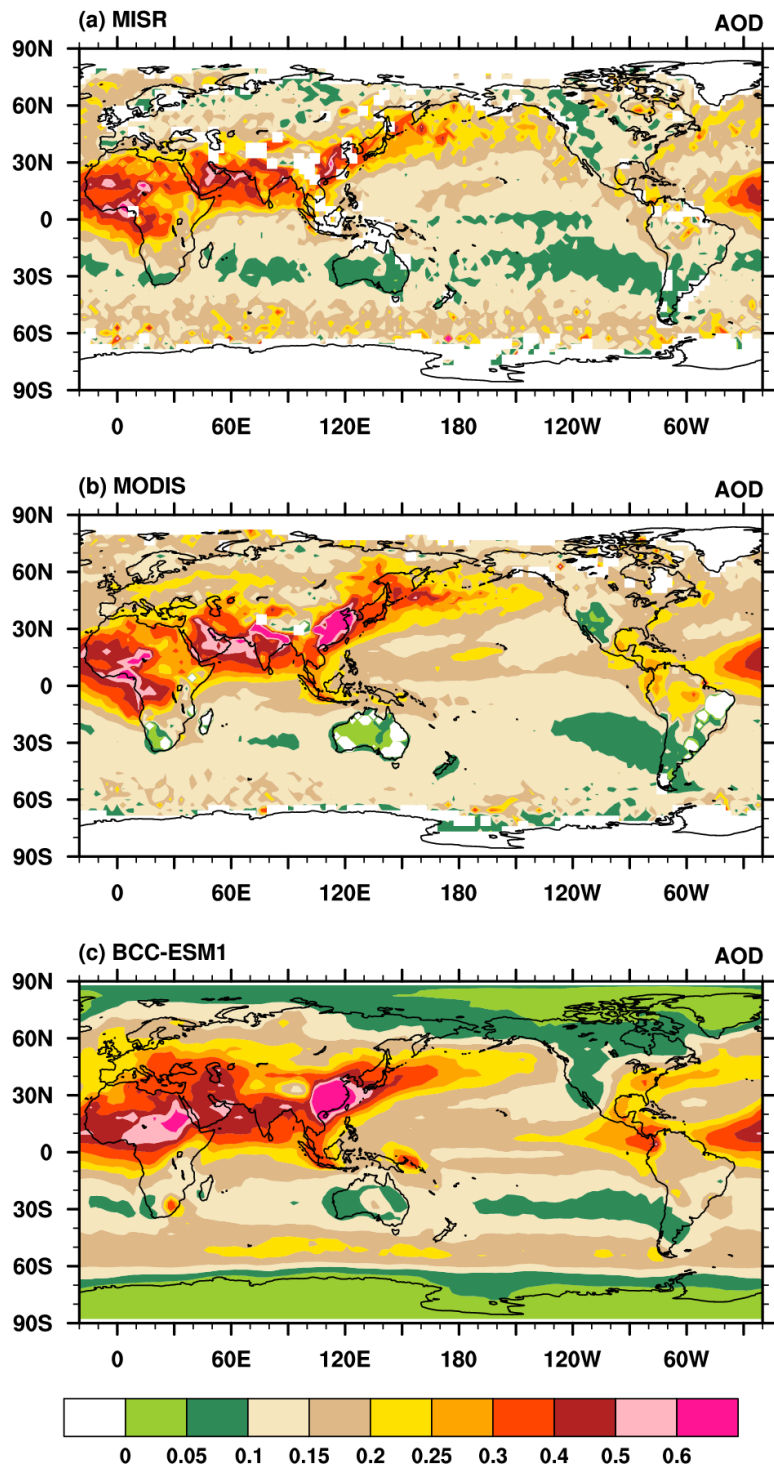 (a) MISR AOD
90N
60N
30N
0
30S
60S
90S
0 60E 120E 180 120W 60W
(b) MODIS AOD
90N
60N
30N
0
30S
60S
90S
0 60E 120E 180 120W 60W
(c) BCC-ESM1 AOD
90N
60N
30N
0
30S
60S
90S
0 60E 120E 180 120W 60W
0 0.05 0.1 0.15 0.2 0.25 0.3 0.4 0.5 0.6